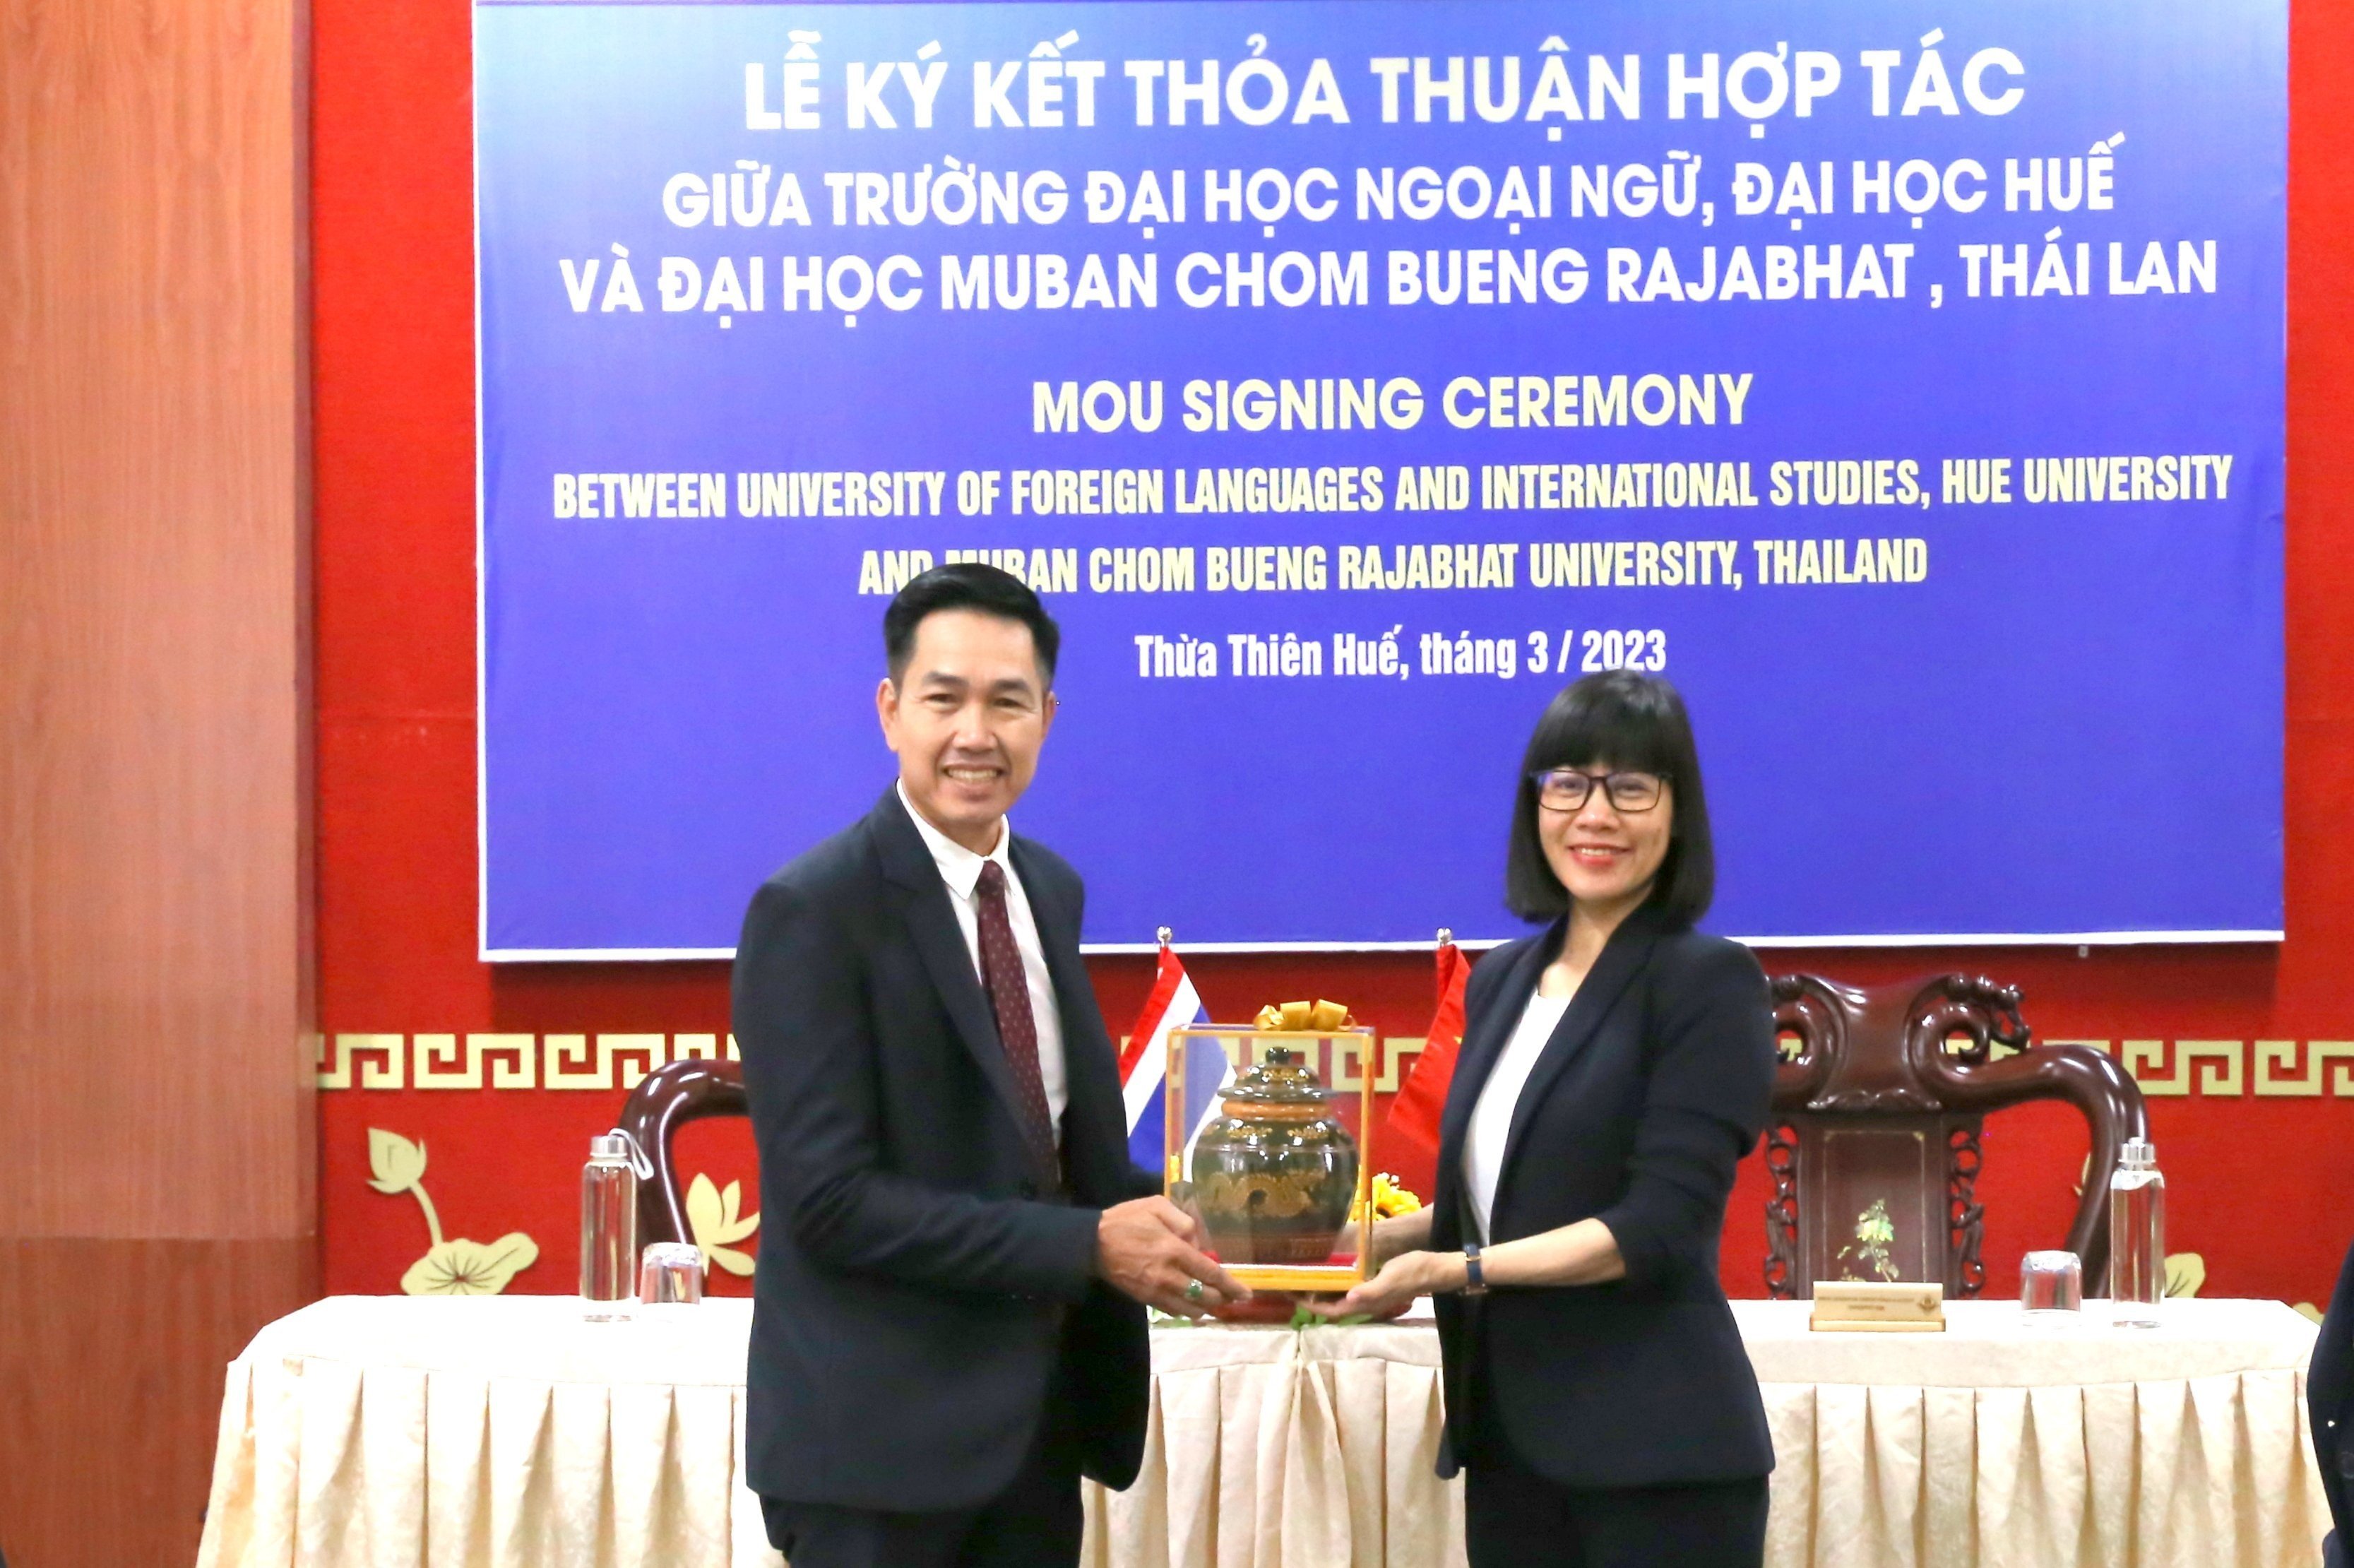 LỄ KÝ KẾT THỎA THUẬN HỢP TÁC
GIỮA TRƯỜNG ĐẠI HỌC NGOẠI NGỮ, ĐẠI HỌC HUẾ
VÀ ĐẠI HỌC MUBAN CHOM BUENG RAJABHAT , THÁI LAN
MOU SIGNING CEREMONY
BETWEEN UNIVERSITY OF FOREIGN LANGUAGES AND INTERNATIONAL STUDIES, HUE UNIVERSITY
AND MUBAN CHOM BUENG RAJABHAT UNIVERSITY, THAILAND
Thừa Thiên Huế, tháng 3 / 2023